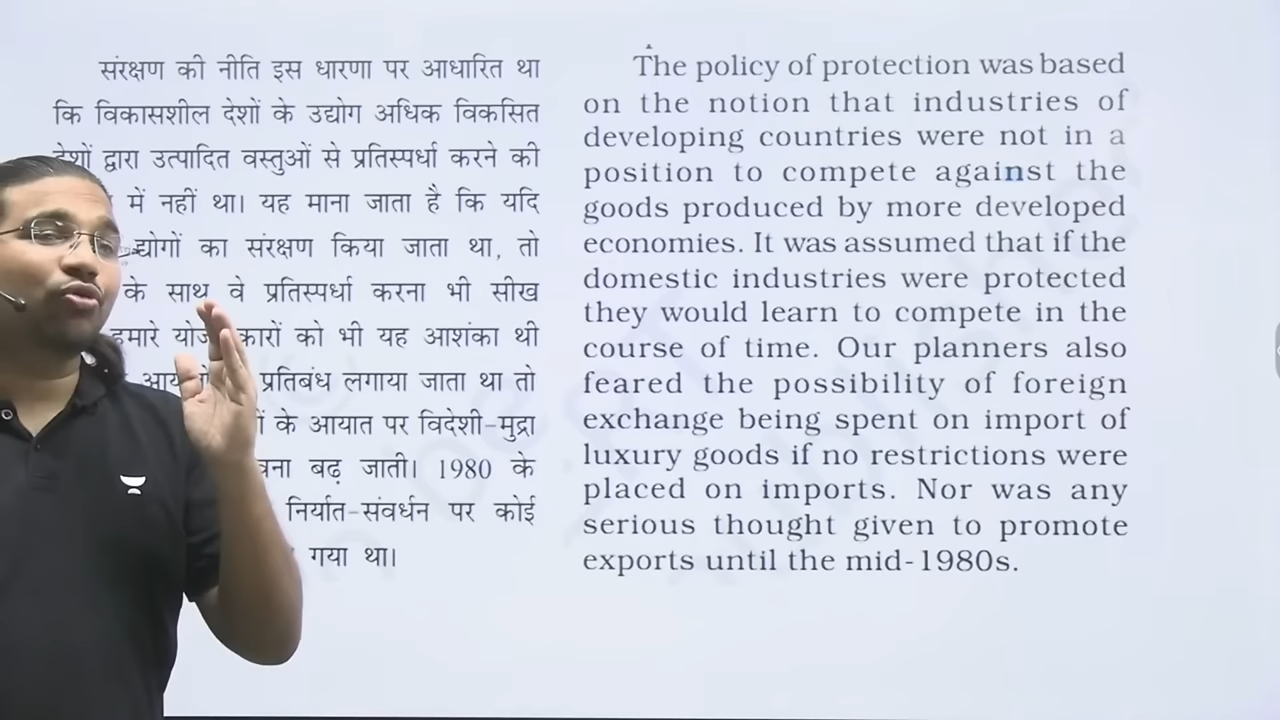 संरक्षण की नीति इस धारणा पर आधारित था
कि विकासशील देशों के उद्योग अधिक विकसित
देशों द्वारा उत्पादित वस्तुओं से प्रतिस्पर्धा करने की
में नहीं था। यह माना जाता है कि यदि
का संरक्षण किया जाता था, तो
के साथ वे प्रतिस्पर्धा करना भी सीख
हमारे को भी यह आशंका थी
प्रतिबंध लगाया जाता था तो
के आयात पर विदेशी-मुद्रा
बढ़ जाती। 1980 के
निर्यात-संवर्धन पर कोई
गया था।
The policy of protection was based
on the notion that industries of
developing countries were not in a
position to compete against the
goods produced by more developed
economies. It was assumed that if the
domestic industries were protected
they would learn to compete in the
course of time. Our planners also
feared the possibility of foreign
exchange being spent on import of
luxury goods if no restrictions were
placed on imports. Nor was any
serious thought given to promote
exports until the mid-1980s.